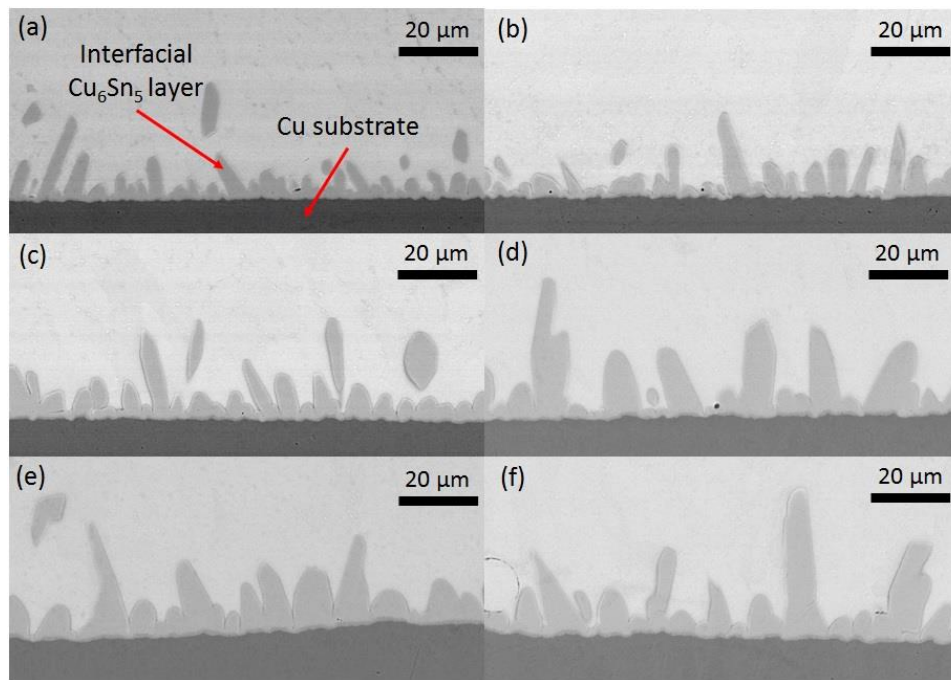 (a)
20 µm
Interfacial
Cu₆Sn₅ layer
Cu substrate
(b)
20 µm
(c)
20 µm
(d)
20 µm
(e)
20 µm
(f)
20 µm